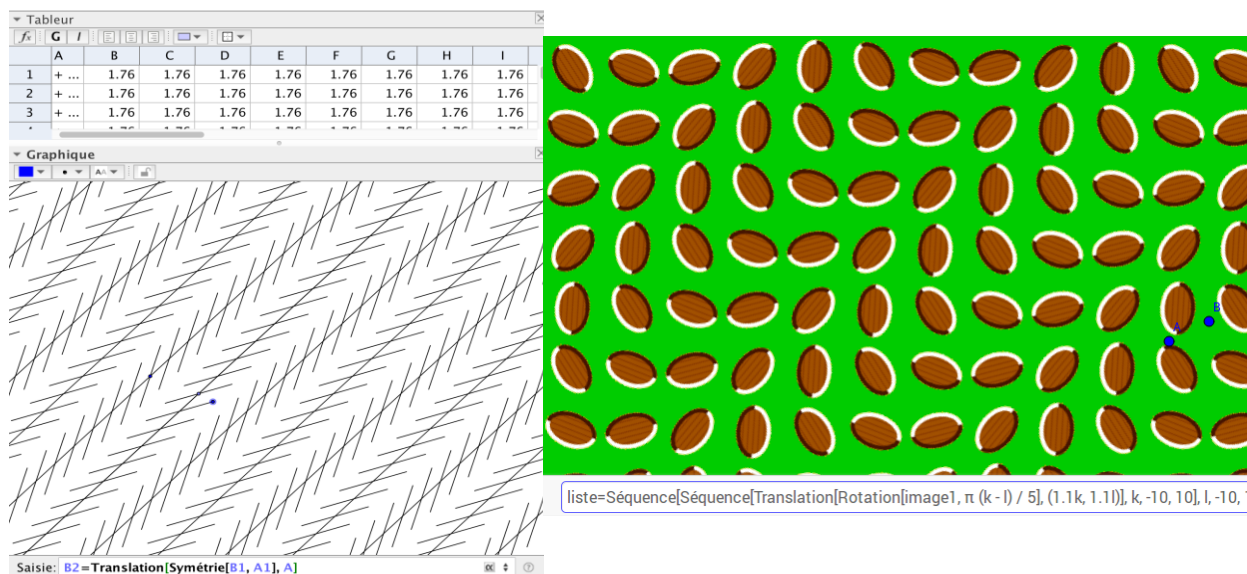 Tableur
fx G I
A B C D E F G H I
1 + ... 1.76 1.76 1.76 1.76 1.76 1.76 1.76 1.76
2 + ... 1.76 1.76 1.76 1.76 1.76 1.76 1.76 1.76
3 + ... 1.76 1.76 1.76 1.76 1.76 1.76 1.76 1.76
Graphique
AA
Saisie: B2=Translation[Symétrie[B1, A1], A]
B
A
liste=Séquence[Séquence[Translation[Rotation[image1, π (k - l) / 5], (1.1k, 1.1l)], k, -10, 10], l, -10,